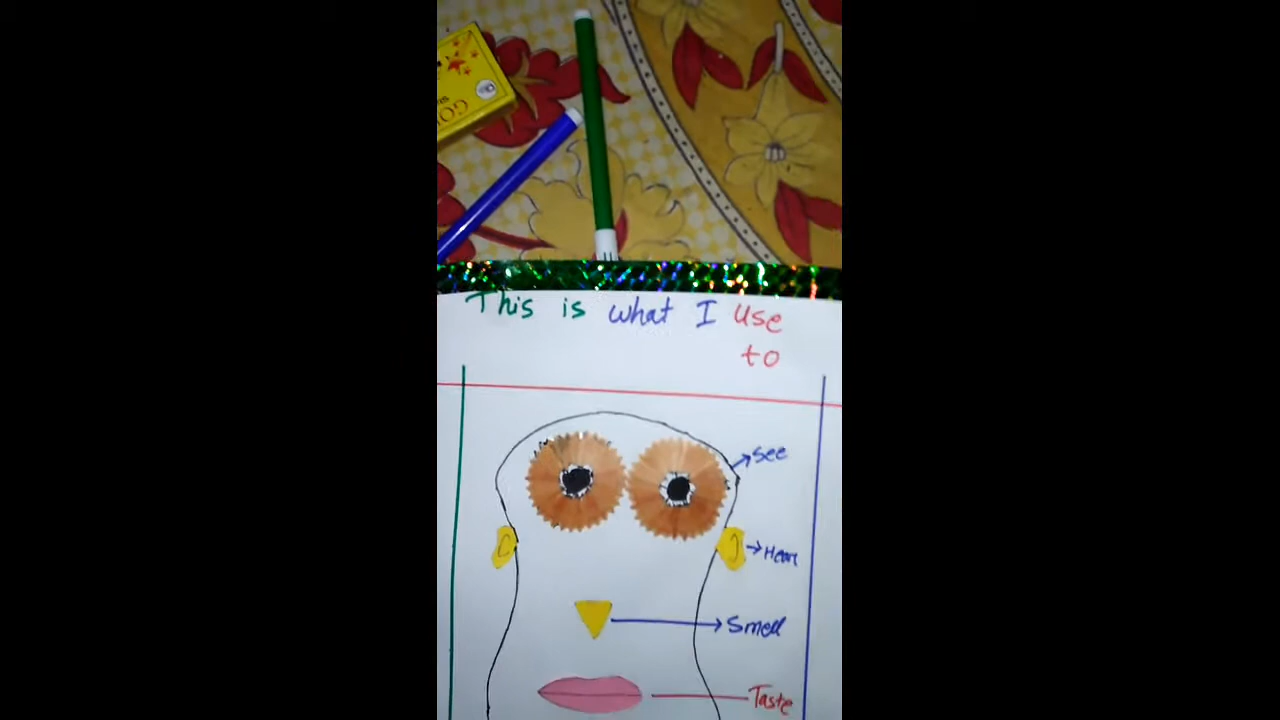 This is what I use
to
See
Hear
Smell
Taste